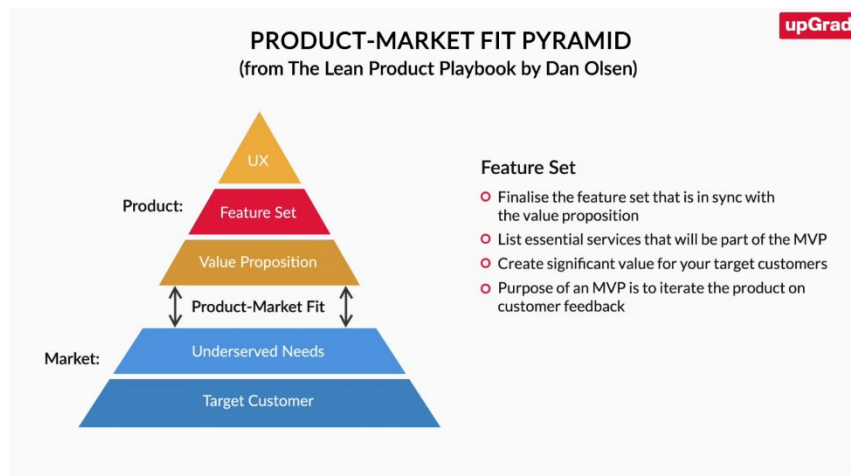 upGrad
PRODUCT-MARKET FIT PYRAMID
(from The Lean Product Playbook by Dan Olsen)
UX
Product:
Feature Set
Value Proposition
Product-Market Fit
Market:
Underserved Needs
Target Customer
Feature Set
Finalise the feature set that is in sync with
the value proposition
List essential services that will be part of the MVP
Create significant value for your target customers
Purpose of an MVP is to iterate the product on
customer feedback